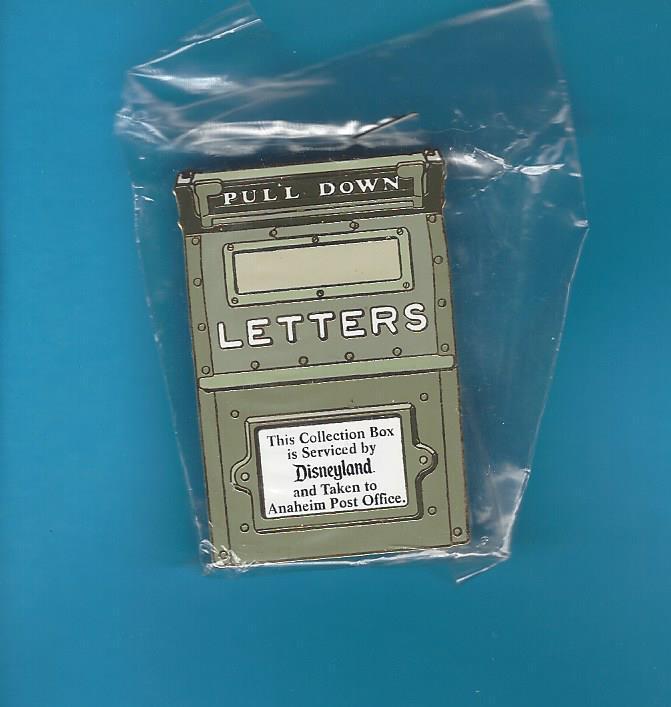 PULL DOWN
LETTERS
This Collection Box
is Serviced by
Disneyland
and Taken to
Anaheim Post Office.